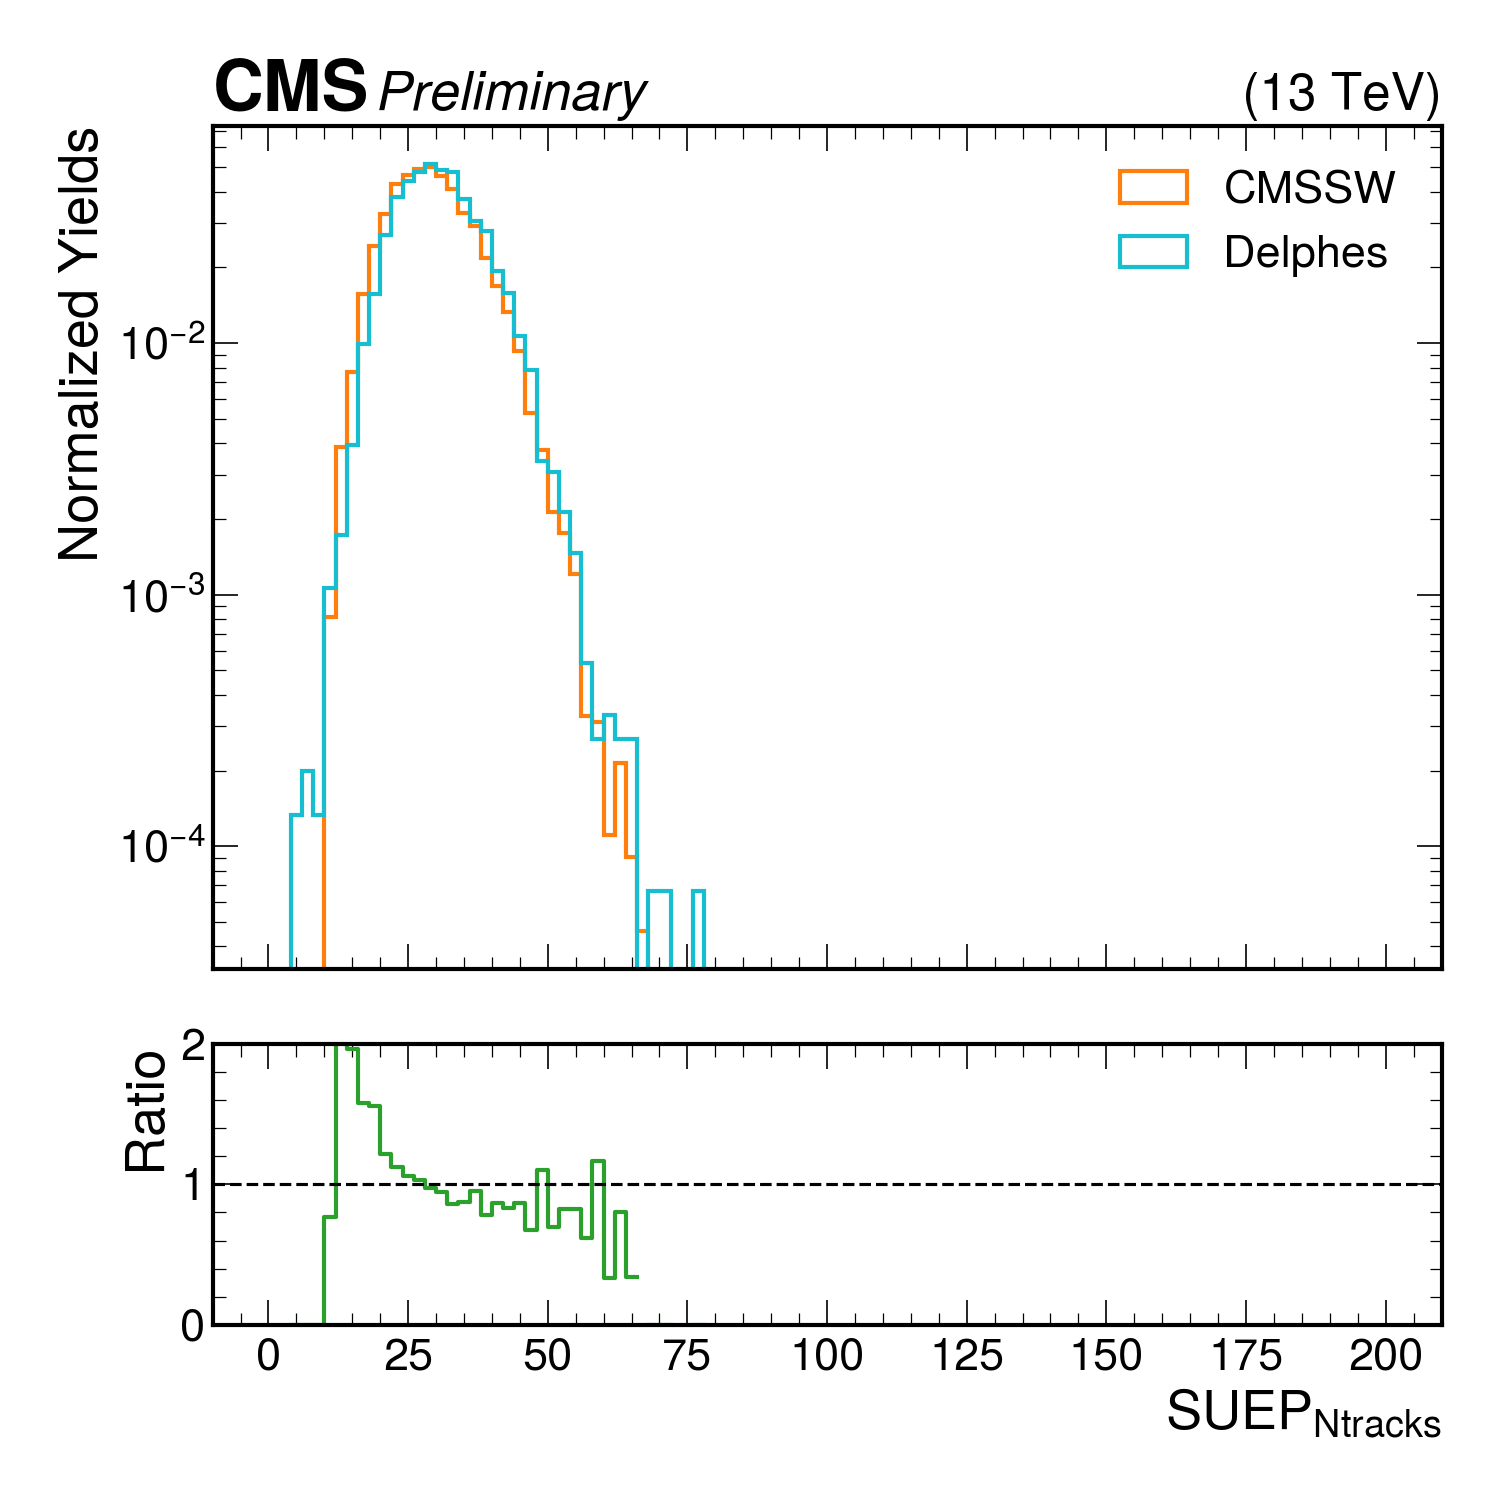 CMS Preliminary (13 TeV)
CMSSW
Delphes
Normalized Yields
10⁻²
10⁻³
10⁻⁴
Ratio
2
1
0
0 25 50 75 100 125 150 175 200
SUEP_Ntracks